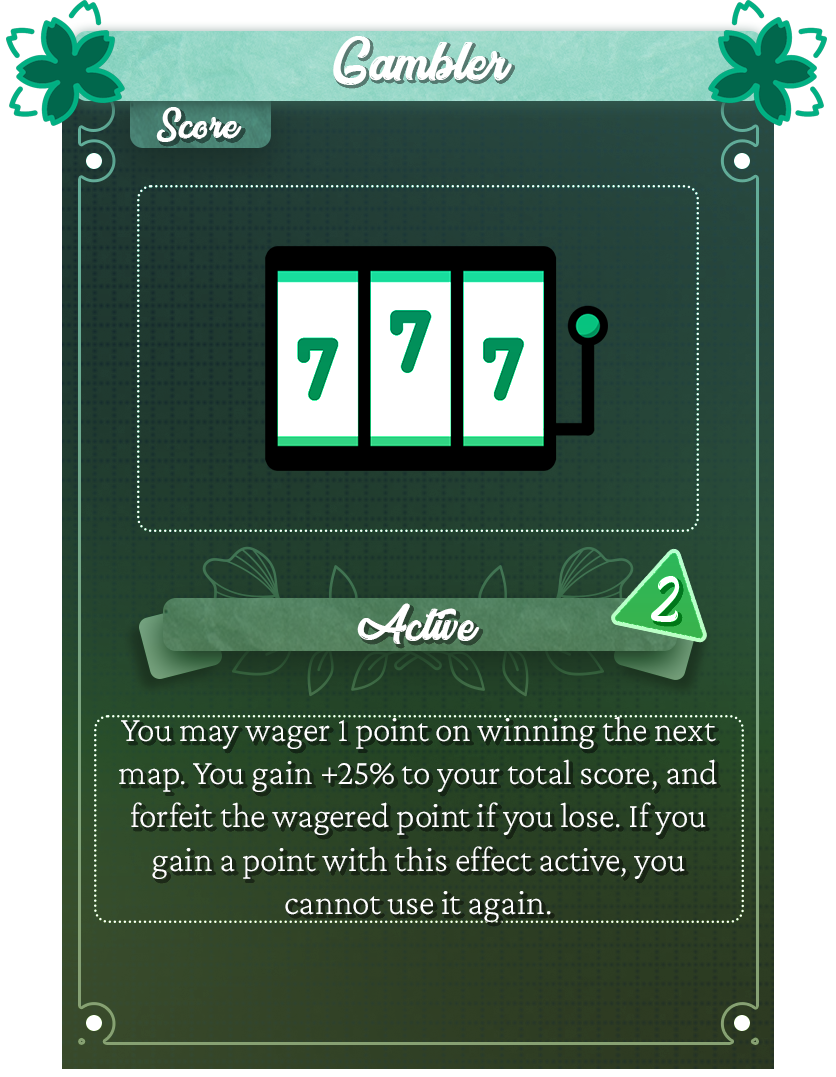 Gambler
Score
7 7 7
Active
2
You may wager 1 point on winning the next
map. You gain +25% to your total score, and
forfeit the wagered point if you lose. If you
gain a point with this effect active, you
cannot use it again.